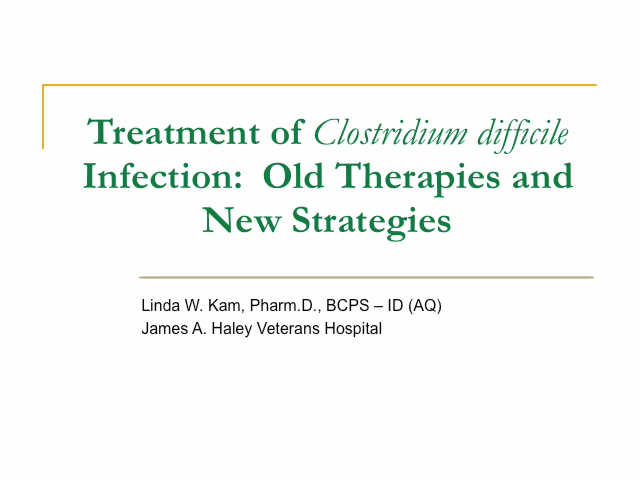 Treatment of Clostridium difficile
Infection:  Old Therapies and
New Strategies
Linda W. Kam, Pharm.D., BCPS – ID (AQ)
James A. Haley Veterans Hospital